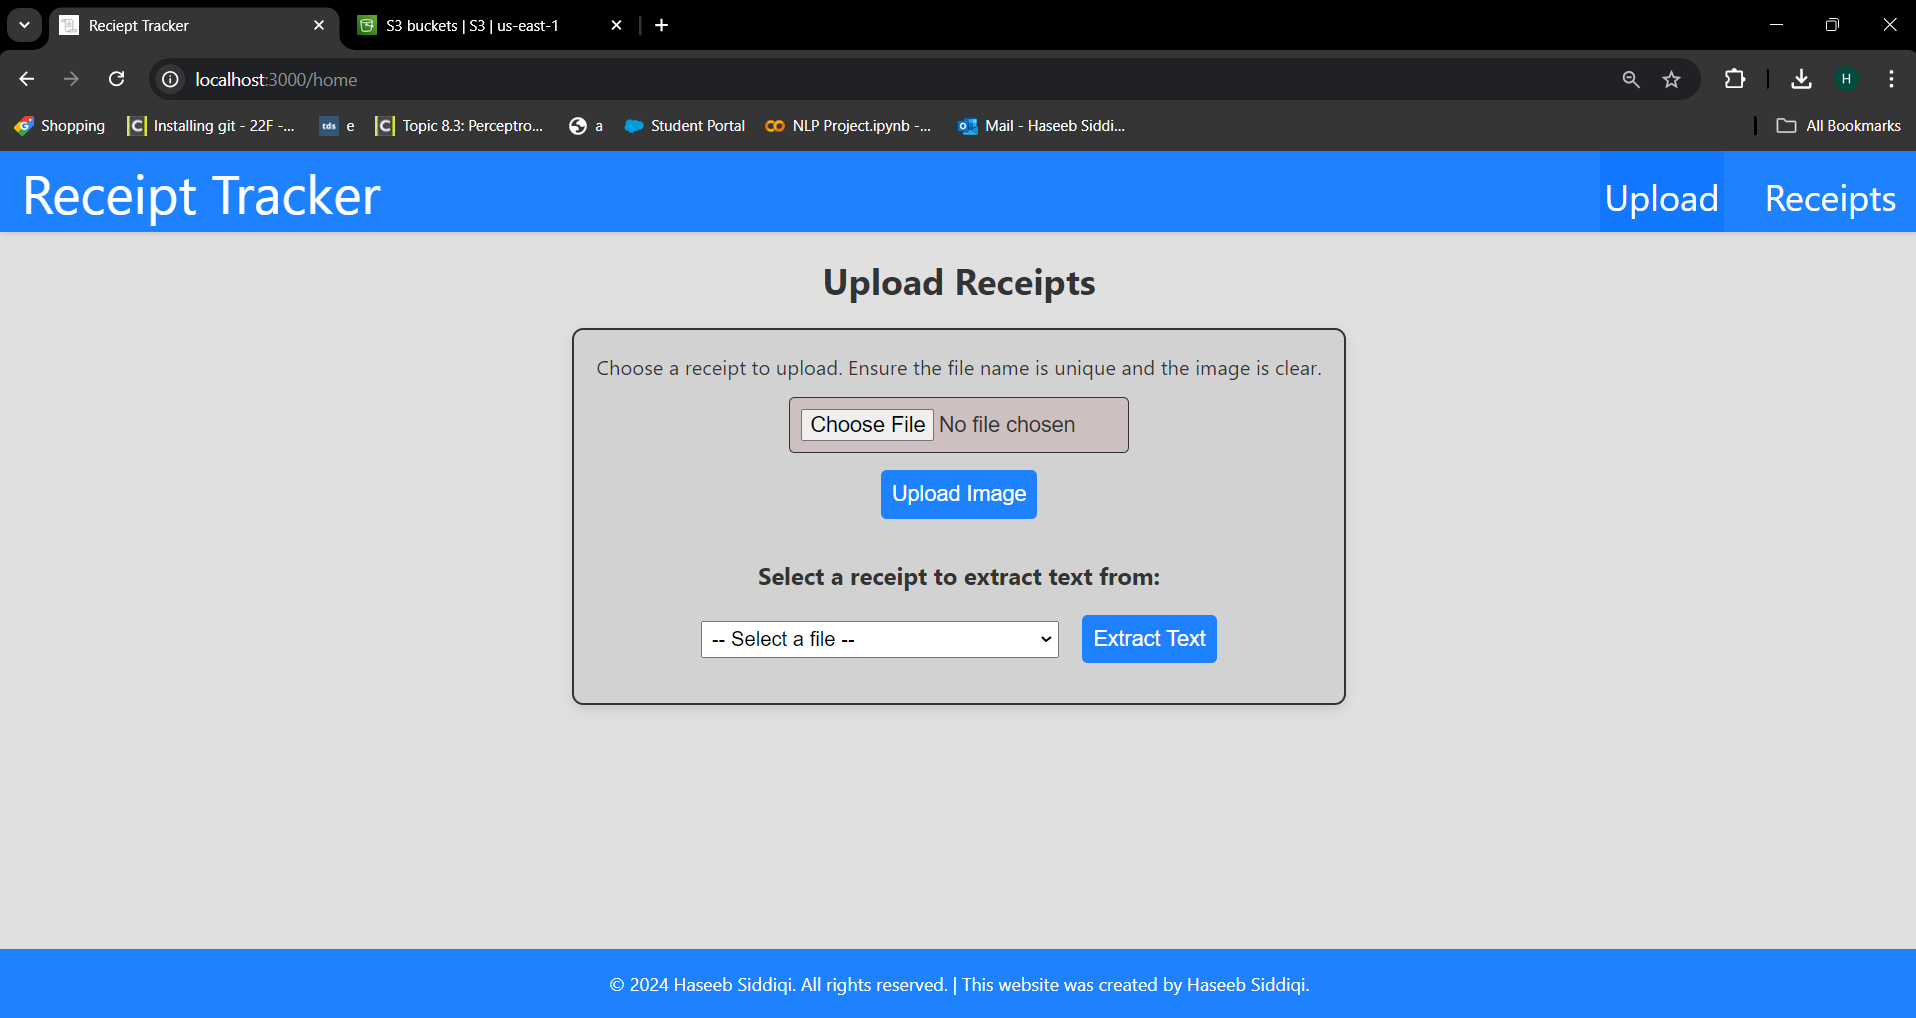 Reciept Tracker
S3 buckets | S3 | us-east-1
localhost:3000/home
H
Shopping
Installing git - 22F -...
tds e
Topic 8.3: Perceptro...
a
Student Portal
NLP Project.ipynb -...
Mail - Haseeb Siddi...
All Bookmarks
Receipt Tracker
Upload
Receipts
Upload Receipts
Choose a receipt to upload. Ensure the file name is unique and the image is clear.
Choose File No file chosen
Upload Image
Select a receipt to extract text from:
-- Select a file --
Extract Text
© 2024 Haseeb Siddiqi. All rights reserved. | This website was created by Haseeb Siddiqi.